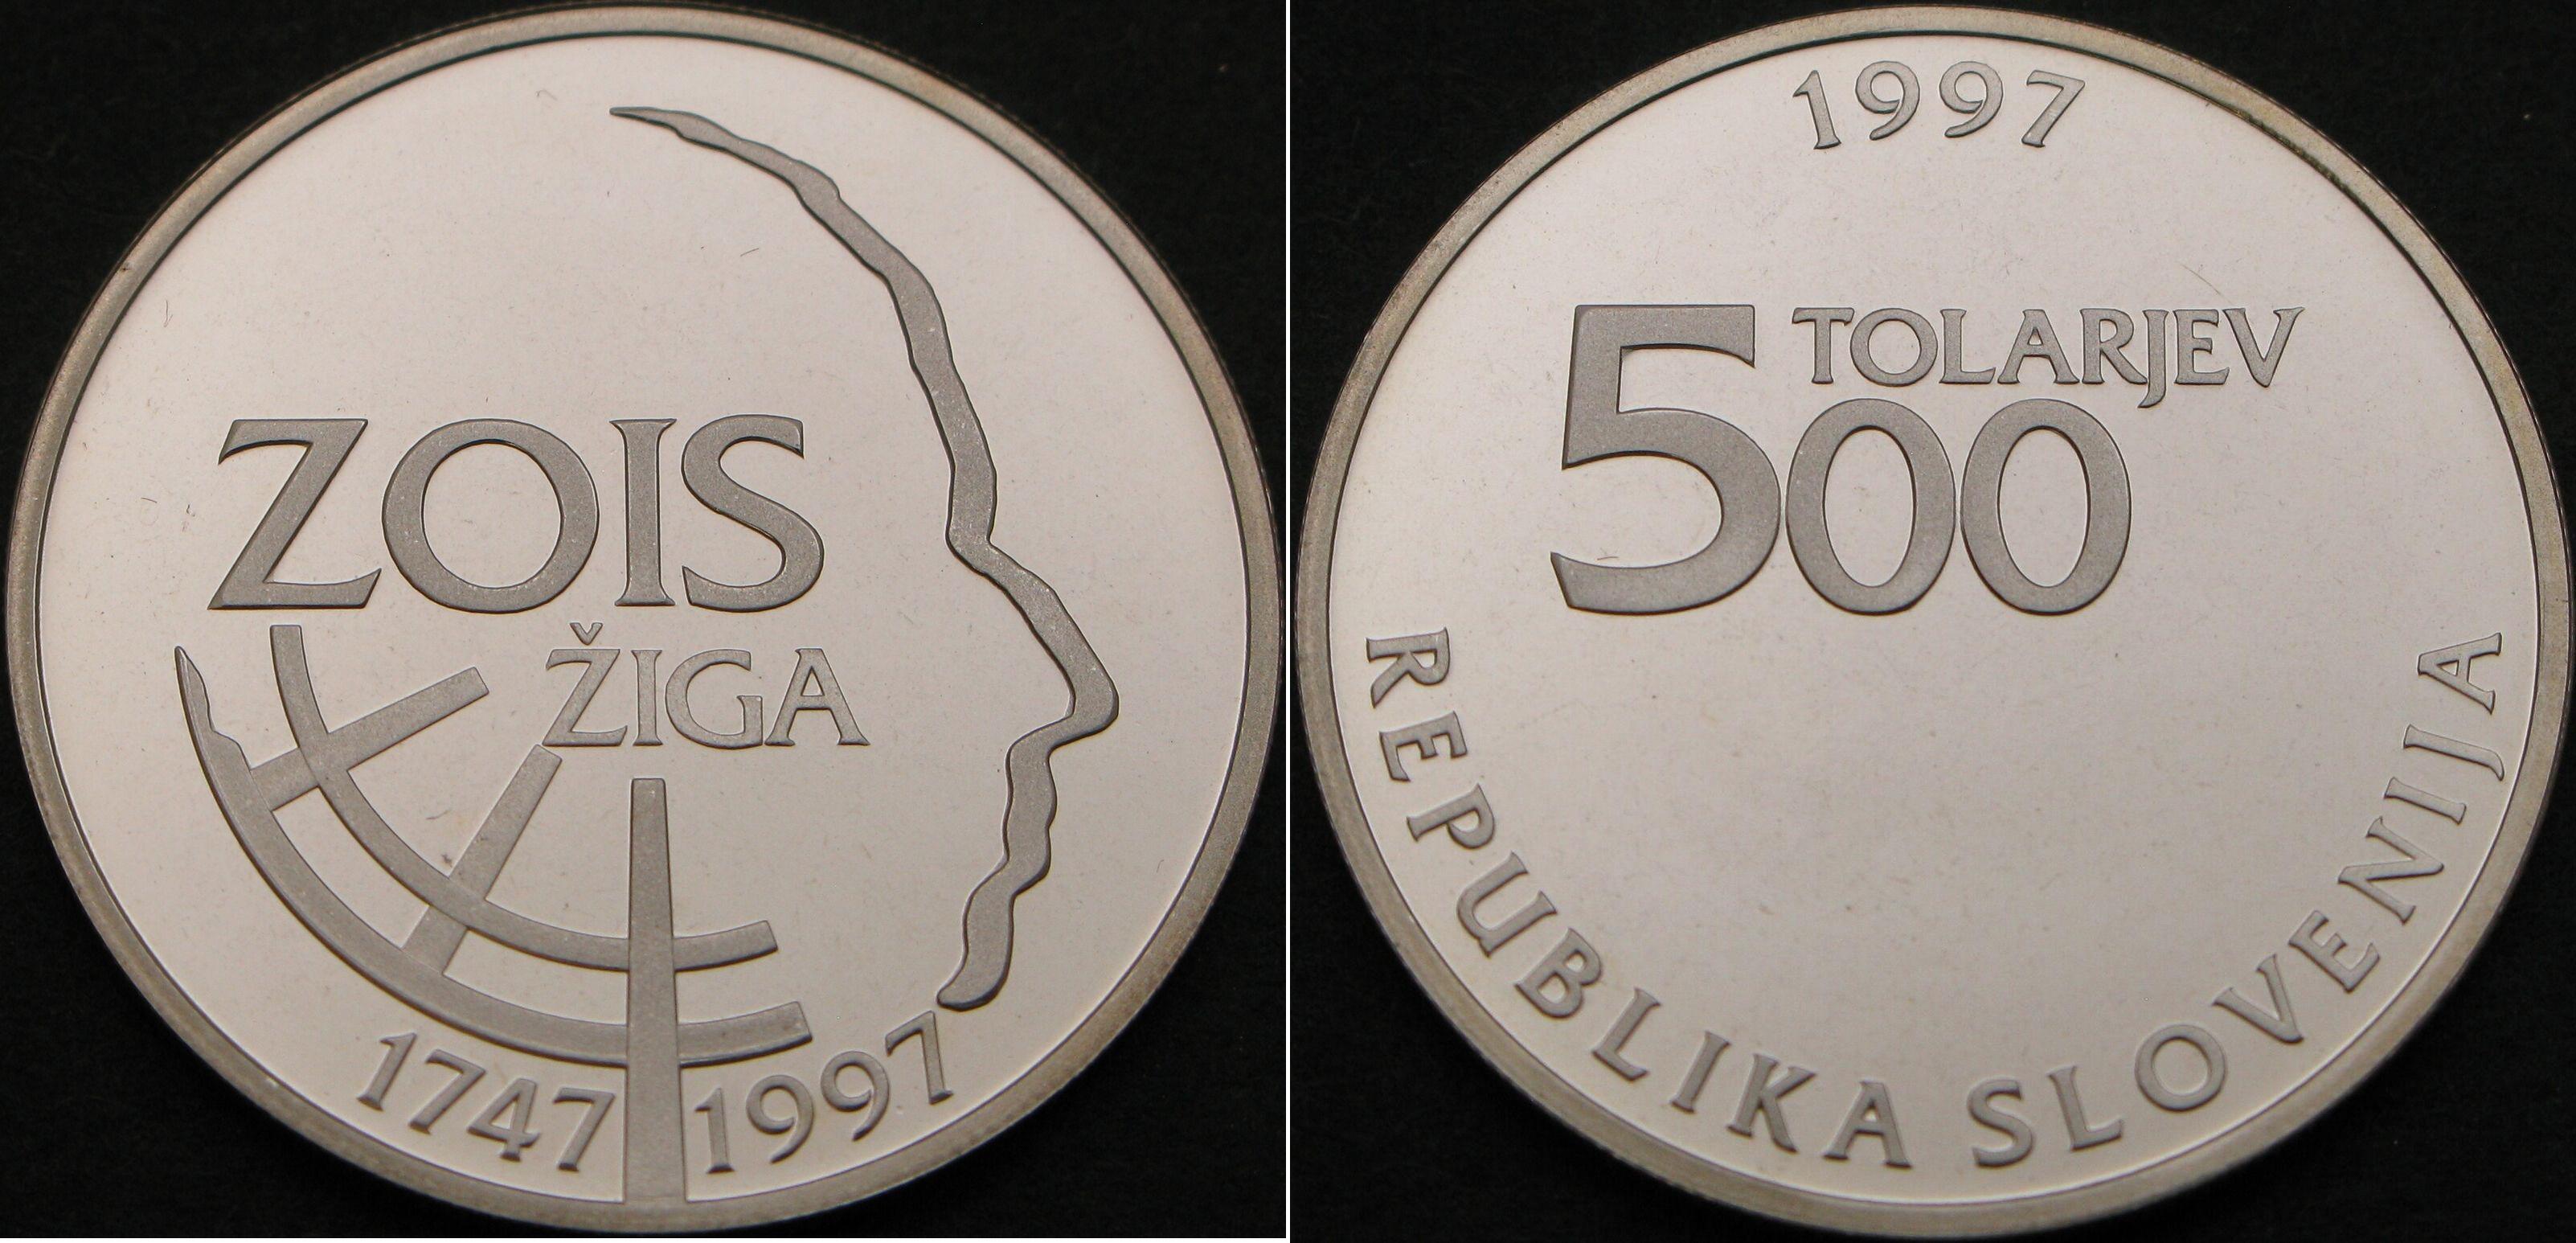 ZOIS
ŽIGA
1747 1997
1997
TOLARJEV
500
REPUBLIKA SLOVENIJA